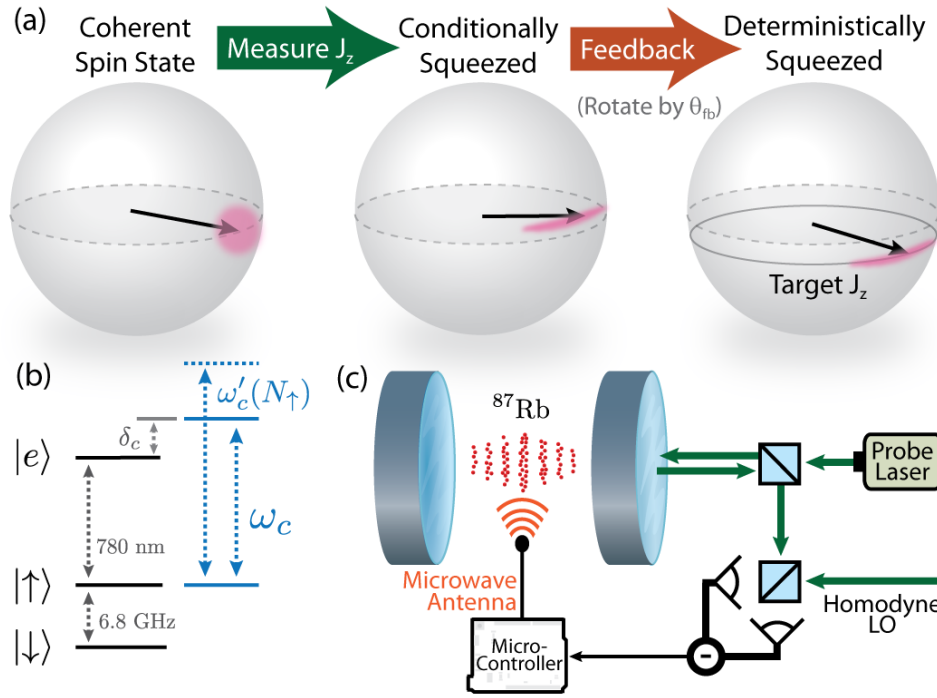 (a)
Coherent
Spin State
Measure J_z
Conditionally
Squeezed
Feedback
(Rotate by θ_fb)
Deterministically
Squeezed
Target J_z
(b)
ω′_c(N_↑)
δ_c
|e⟩
ω_c
780 nm
|↑⟩
6.8 GHz
|↓⟩
(c)
⁸⁷Rb
Probe
Laser
Microwave
Antenna
Homodyne
LO
Micro-
Controller
−